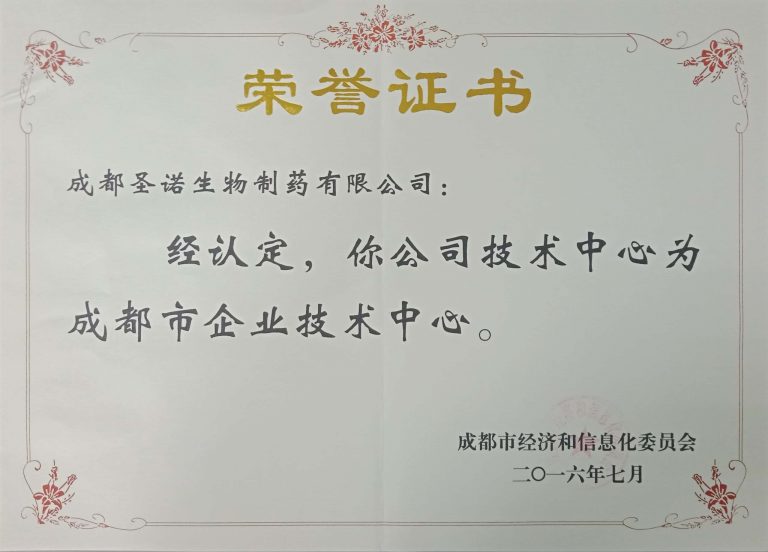 荣誉证书
成都圣诺生物制药有限公司：
经认定，你公司技术中心为
成都市企业技术中心。
成都市经济和信息化委员会
二〇一六年七月